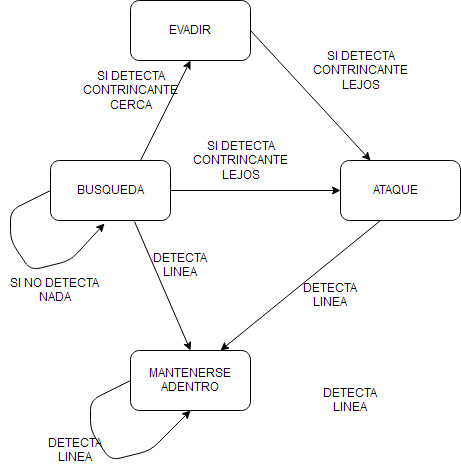 EVADIR
SI DETECTA
CONTRINCANTE
LEJOS
SI DETECTA
CONTRINCANTE
CERCA
SI DETECTA
CONTRINCANTE
LEJOS
BUSQUEDA
ATAQUE
DETECTA
LINEA
SI NO DETECTA
NADA
DETECTA
LINEA
MANTENERSE
ADENTRO
DETECTA
LINEA
DETECTA
LINEA